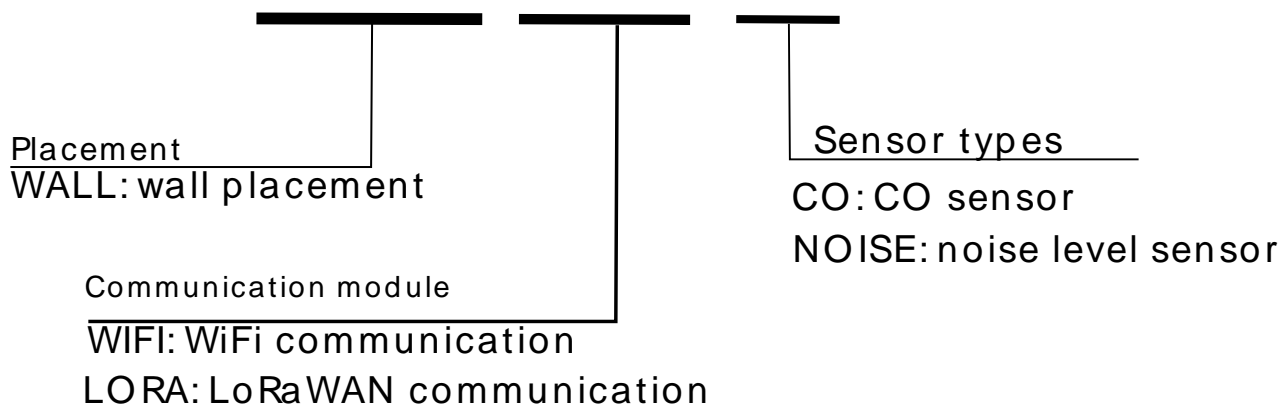 Placement
WALL: wall placement
Sensor types
CO: CO sensor
NOISE: noise level sensor
Communication module
WIFI: WiFi communication
LORA: LoRaWAN communication